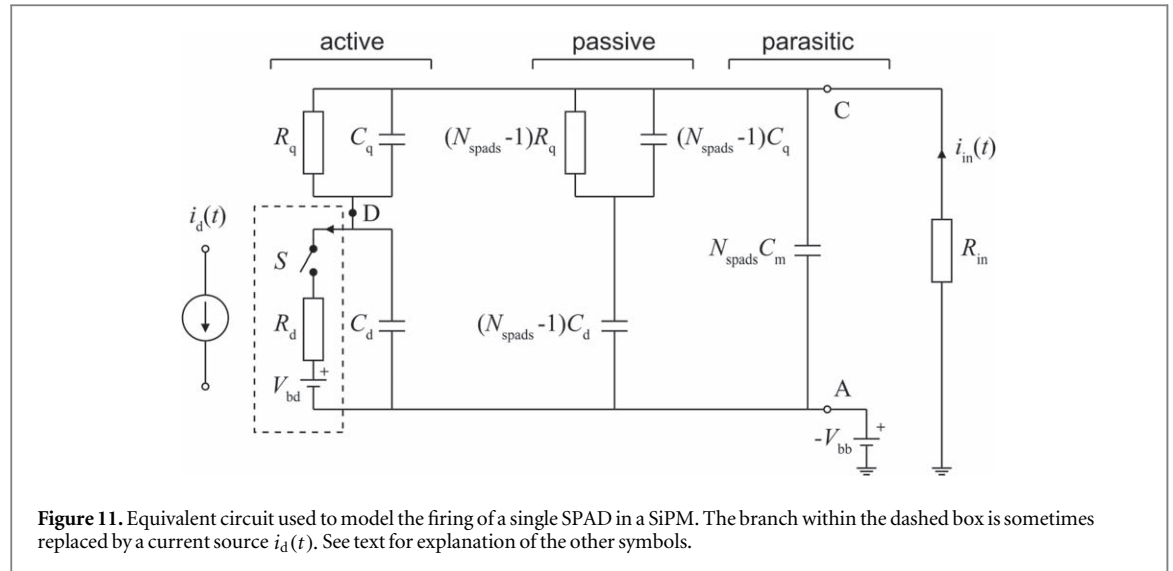 active passive parasitic
R_q C_q (N_spads -1)R_q (N_spads -1)C_q C
i_in(t)
D
i_d(t)
S
N_spads C_m R_in
R_d C_d (N_spads -1)C_d
+
V_bd
A
-V_bb +
Figure 11. Equivalent circuit used to model the firing of a single SPAD in a SiPM. The branch within the dashed box is sometimes
replaced by a current source i_d(t). See text for explanation of the other symbols.